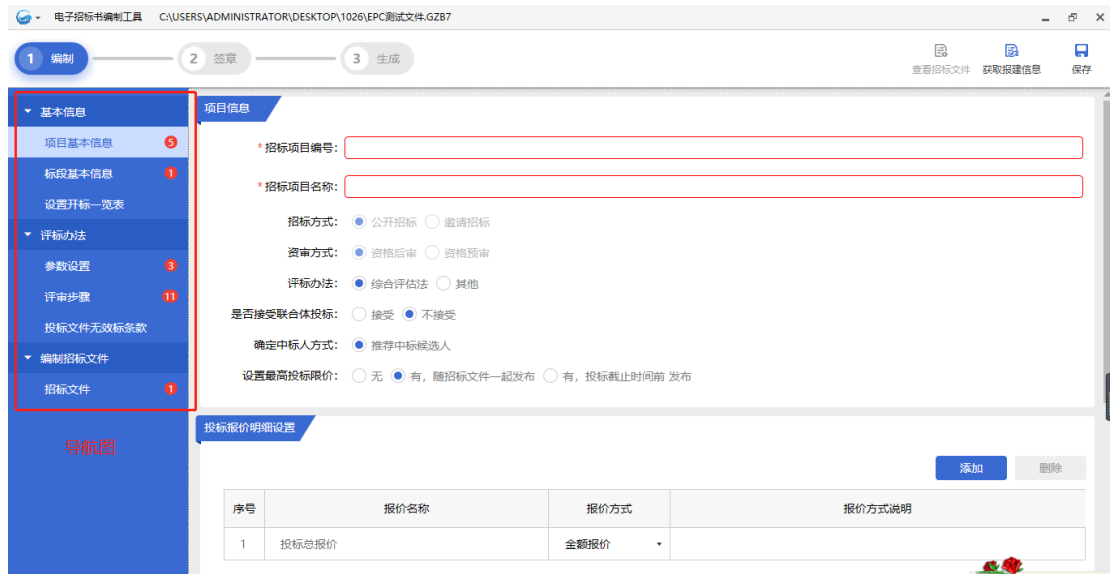 电子招标书编制工具 C:\USERS\ADMINISTRATOR\DESKTOP\1026\EPC测试文件.GZB7
1 编制 2 签章 3 生成
查看招标文件 获取报建信息 保存
基本信息
项目基本信息 5
标段基本信息 1
设置开标一览表
评标办法
参数设置 3
评审步骤 11
投标文件无效标条款
编制招标文件
招标文件 1
导航图
项目信息
*招标项目编号：
*招标项目名称：
招标方式： 公开招标 邀请招标
资审方式： 资格后审 资格预审
评标办法： 综合评估法 其他
是否接受联合体投标： 接受 不接受
确定中标人方式： 推荐中标候选人
设置最高投标限价： 无 有，随招标文件一起发布 有，投标截止时间前 发布
投标报价明细设置
添加 删除
序号 报价名称 报价方式 报价方式说明
1 投标总报价 金额报价